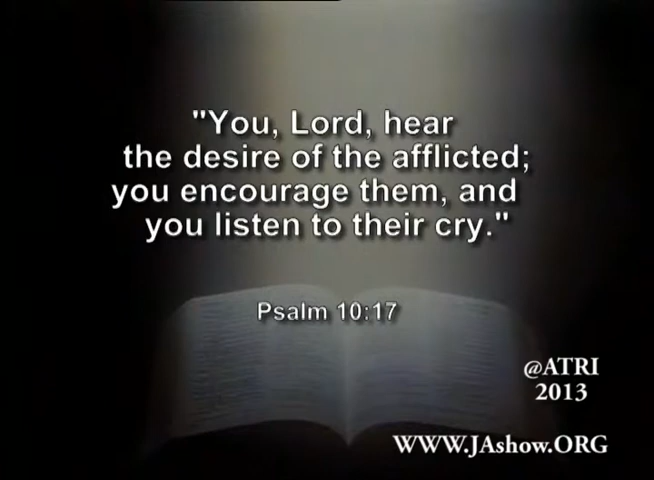 "You, Lord, hear
the desire of the afflicted;
you encourage them, and
you listen to their cry."
Psalm 10:17
@ATRI
2013
WWW.JAshow.ORG